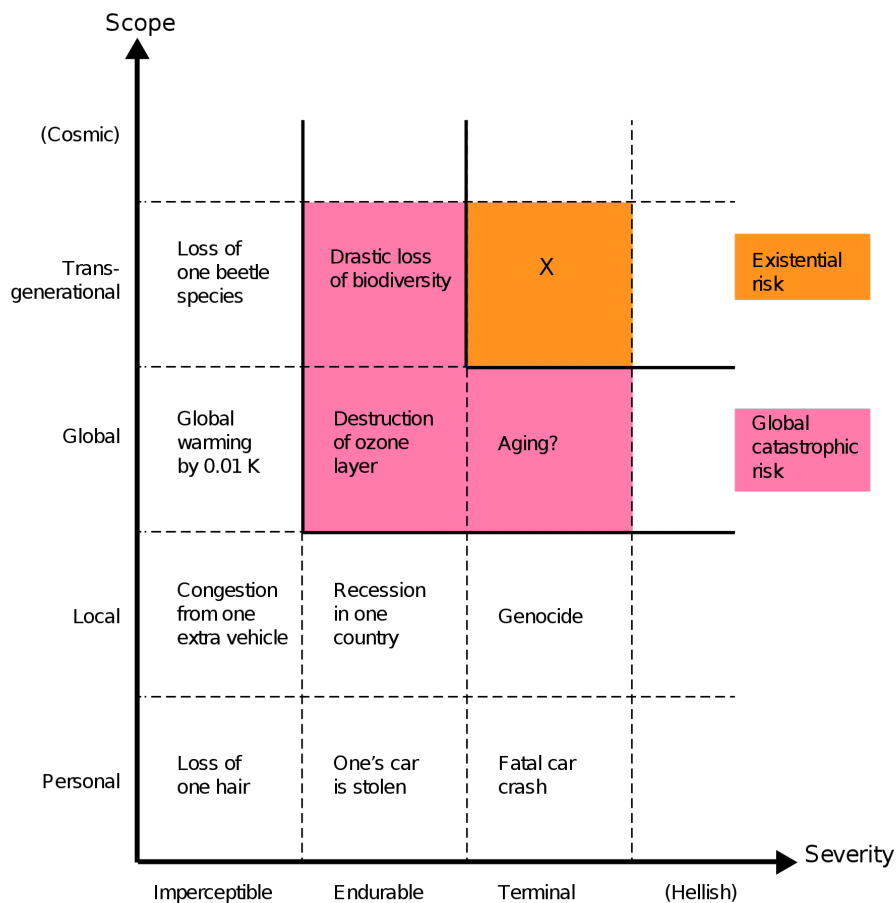 Scope
(Cosmic)
Trans-
generational
Loss of
one beetle
species
Drastic loss
of biodiversity
X
Existential
risk
Global
Global
warming
by 0.01 K
Destruction
of ozone
layer
Aging?
Global
catastrophic
risk
Local
Congestion
from one
extra vehicle
Recession
in one
country
Genocide
Personal
Loss of
one hair
One’s car
is stolen
Fatal car
crash
Severity
Imperceptible
Endurable
Terminal
(Hellish)